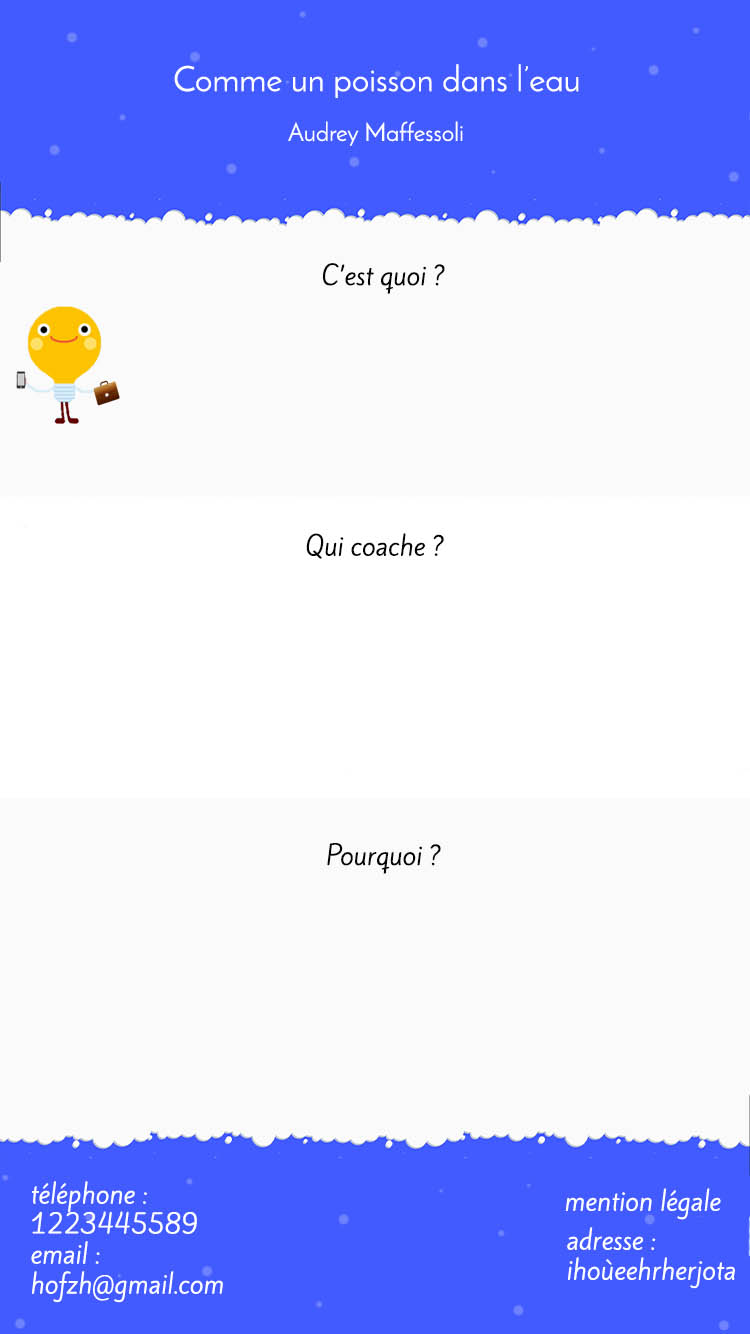 Comme un poisson dans l'eau
Audrey Maffessoli
C'est quoi ?
Qui coache ?
Pourquoi ?
téléphone :
1223445589
email :
hofzh@gmail.com
mention légale
adresse :
ihoùeehrherjota